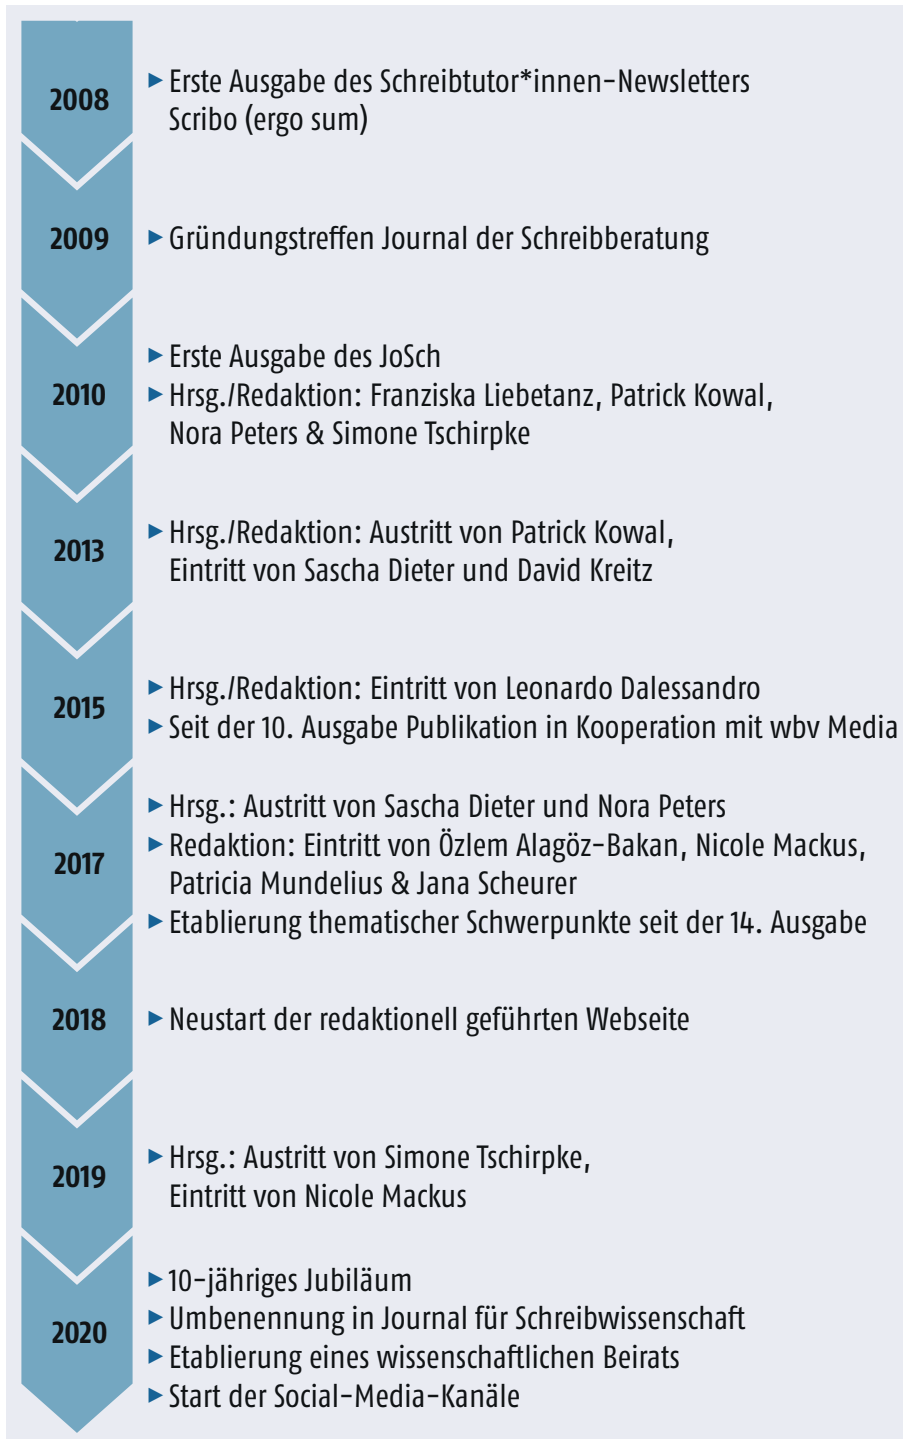 2008
▸ Erste Ausgabe des Schreibtutor*innen-Newsletters
Scribo (ergo sum)
2009
▸ Gründungstreffen Journal der Schreibberatung
2010
▸ Erste Ausgabe des JoSch
▸ Hrsg./Redaktion: Franziska Liebetanz, Patrick Kowal,
Nora Peters & Simone Tschirpke
2013
▸ Hrsg./Redaktion: Austritt von Patrick Kowal,
Eintritt von Sascha Dieter und David Kreitz
2015
▸ Hrsg./Redaktion: Eintritt von Leonardo Dalessandro
▸ Seit der 10. Ausgabe Publikation in Kooperation mit wbv Media
2017
▸ Hrsg.: Austritt von Sascha Dieter und Nora Peters
▸ Redaktion: Eintritt von Özlem Alagöz-Bakan, Nicole Mackus,
Patricia Mundelius & Jana Scheurer
▸ Etablierung thematischer Schwerpunkte seit der 14. Ausgabe
2018
▸ Neustart der redaktionell geführten Webseite
2019
▸ Hrsg.: Austritt von Simone Tschirpke,
Eintritt von Nicole Mackus
2020
▸ 10-jähriges Jubiläum
▸ Umbenennung in Journal für Schreibwissenschaft
▸ Etablierung eines wissenschaftlichen Beirats
▸ Start der Social-Media-Kanäle